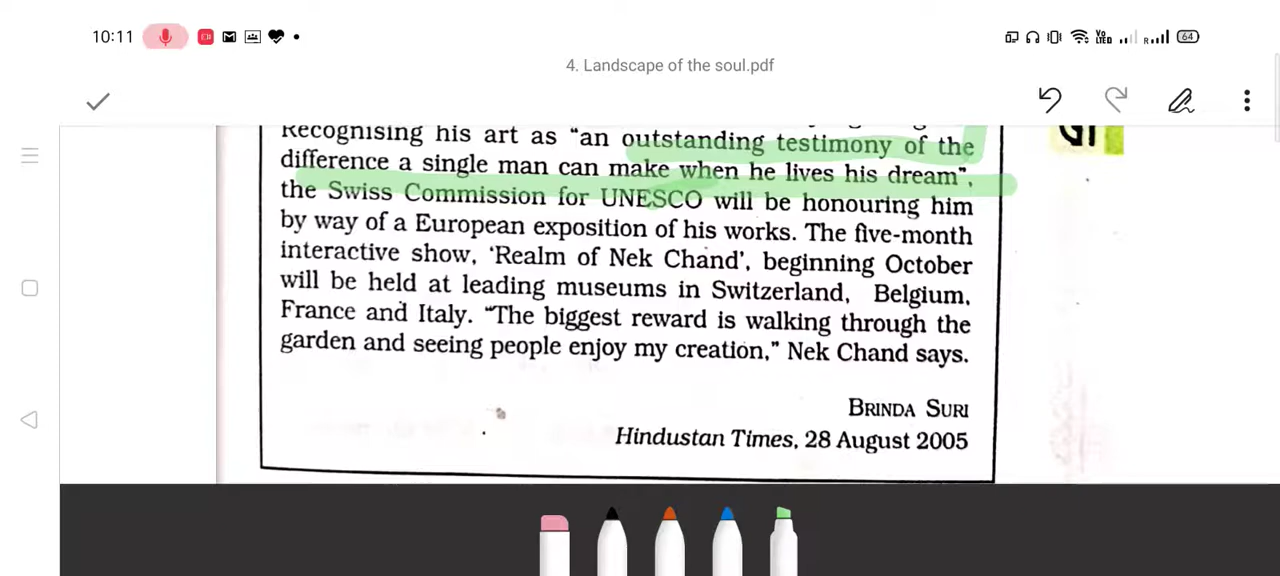 10:11
64
4. Landscape of the soul.pdf
Recognising his art as “an outstanding testimony of the
difference a single man can make when he lives his dream”,
the Swiss Commission for UNESCO will be honouring him
by way of a European exposition of his works. The five-month
interactive show, ‘Realm of Nek Chand’, beginning October
will be held at leading museums in Switzerland, Belgium,
France and Italy. “The biggest reward is walking through the
garden and seeing people enjoy my creation,” Nek Chand says.
BRINDA SURI
Hindustan Times, 28 August 2005